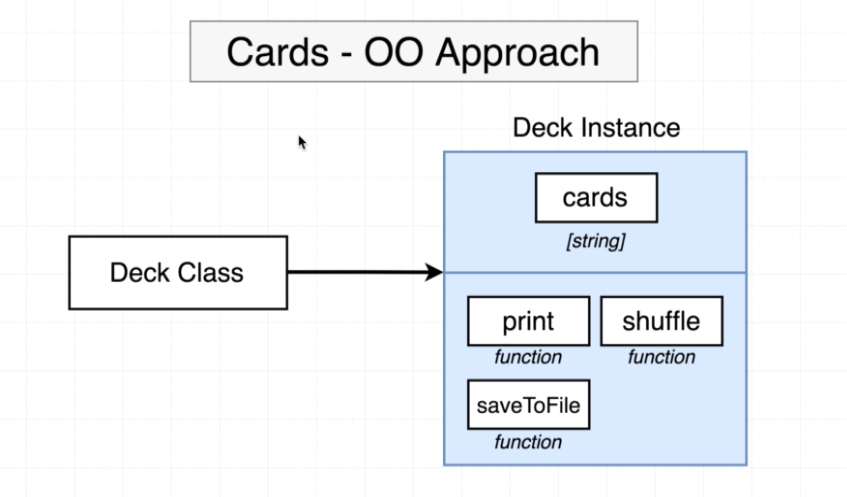 Cards - OO Approach
Deck Instance
cards
[string]
Deck Class
print
function
shuffle
function
saveToFile
function